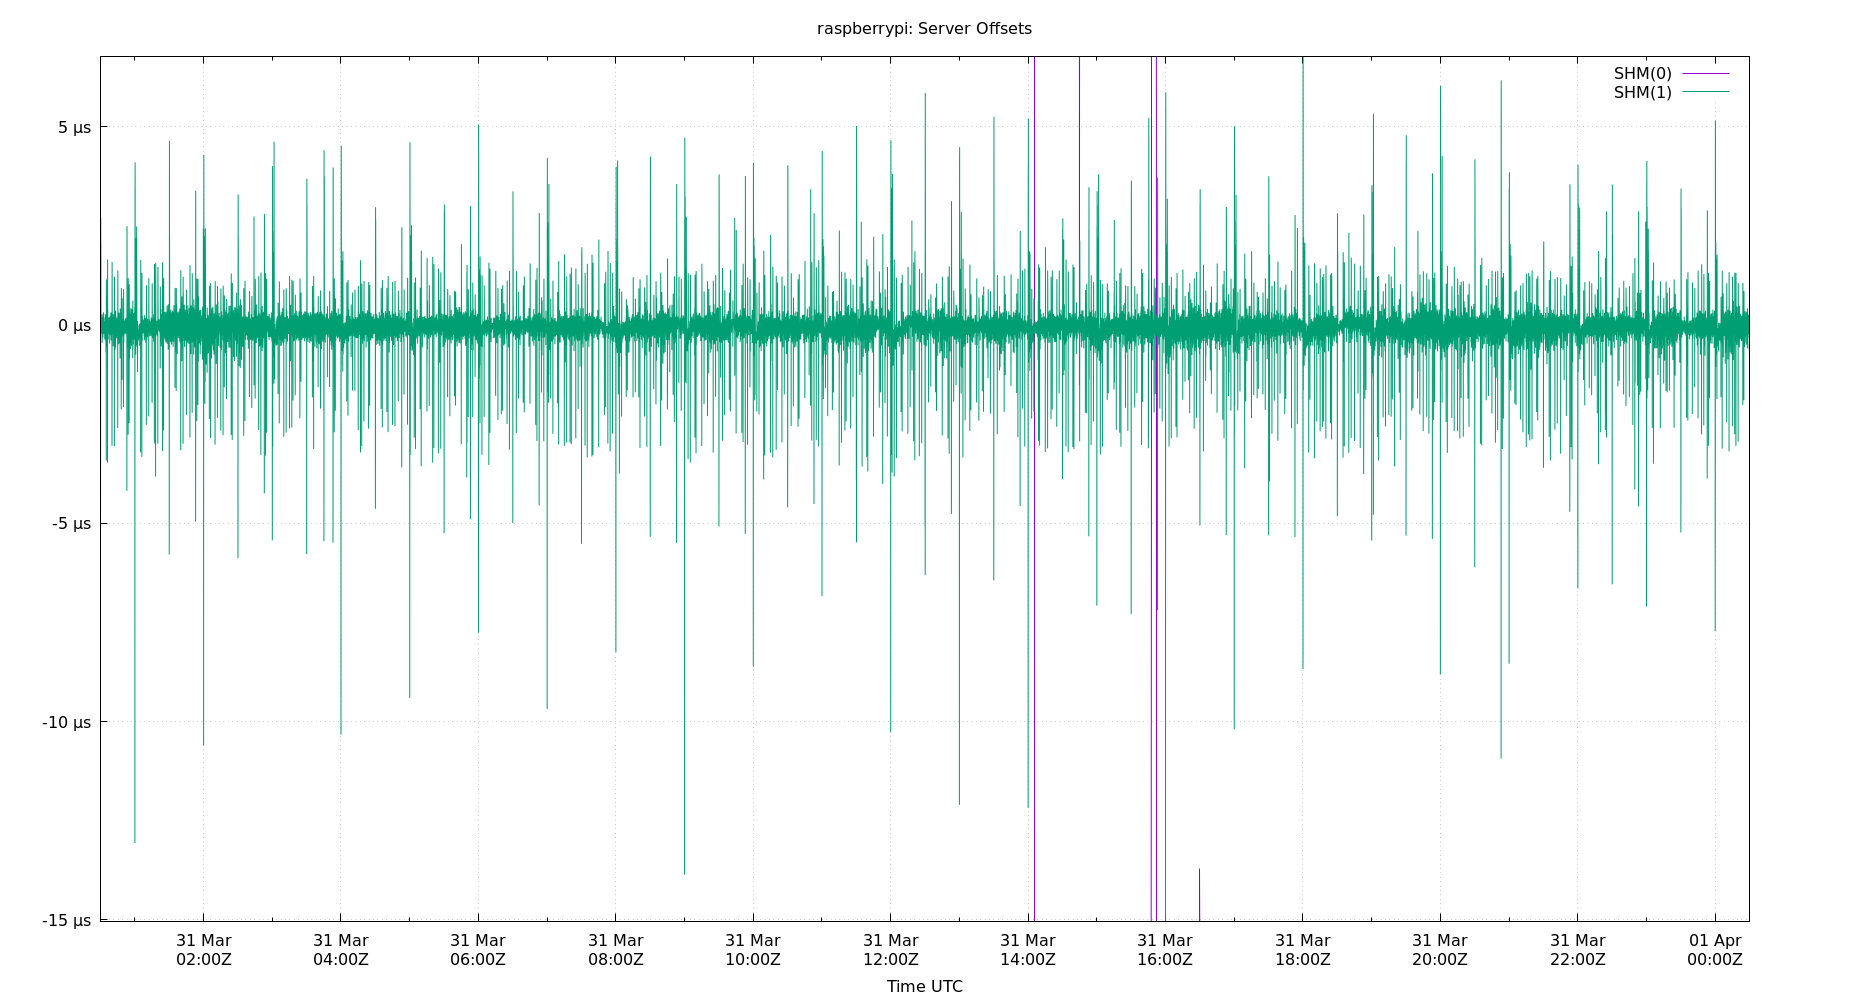 raspberrypi: Server Offsets
SHM(0)
SHM(1)
5 µs
0 µs
-5 µs
-10 µs
-15 µs
31 Mar 31 Mar 31 Mar 31 Mar 31 Mar 31 Mar 31 Mar 31 Mar 31 Mar 31 Mar 31 Mar 01 Apr
02:00Z 04:00Z 06:00Z 08:00Z 10:00Z 12:00Z 14:00Z 16:00Z 18:00Z 20:00Z 22:00Z 00:00Z
Time UTC